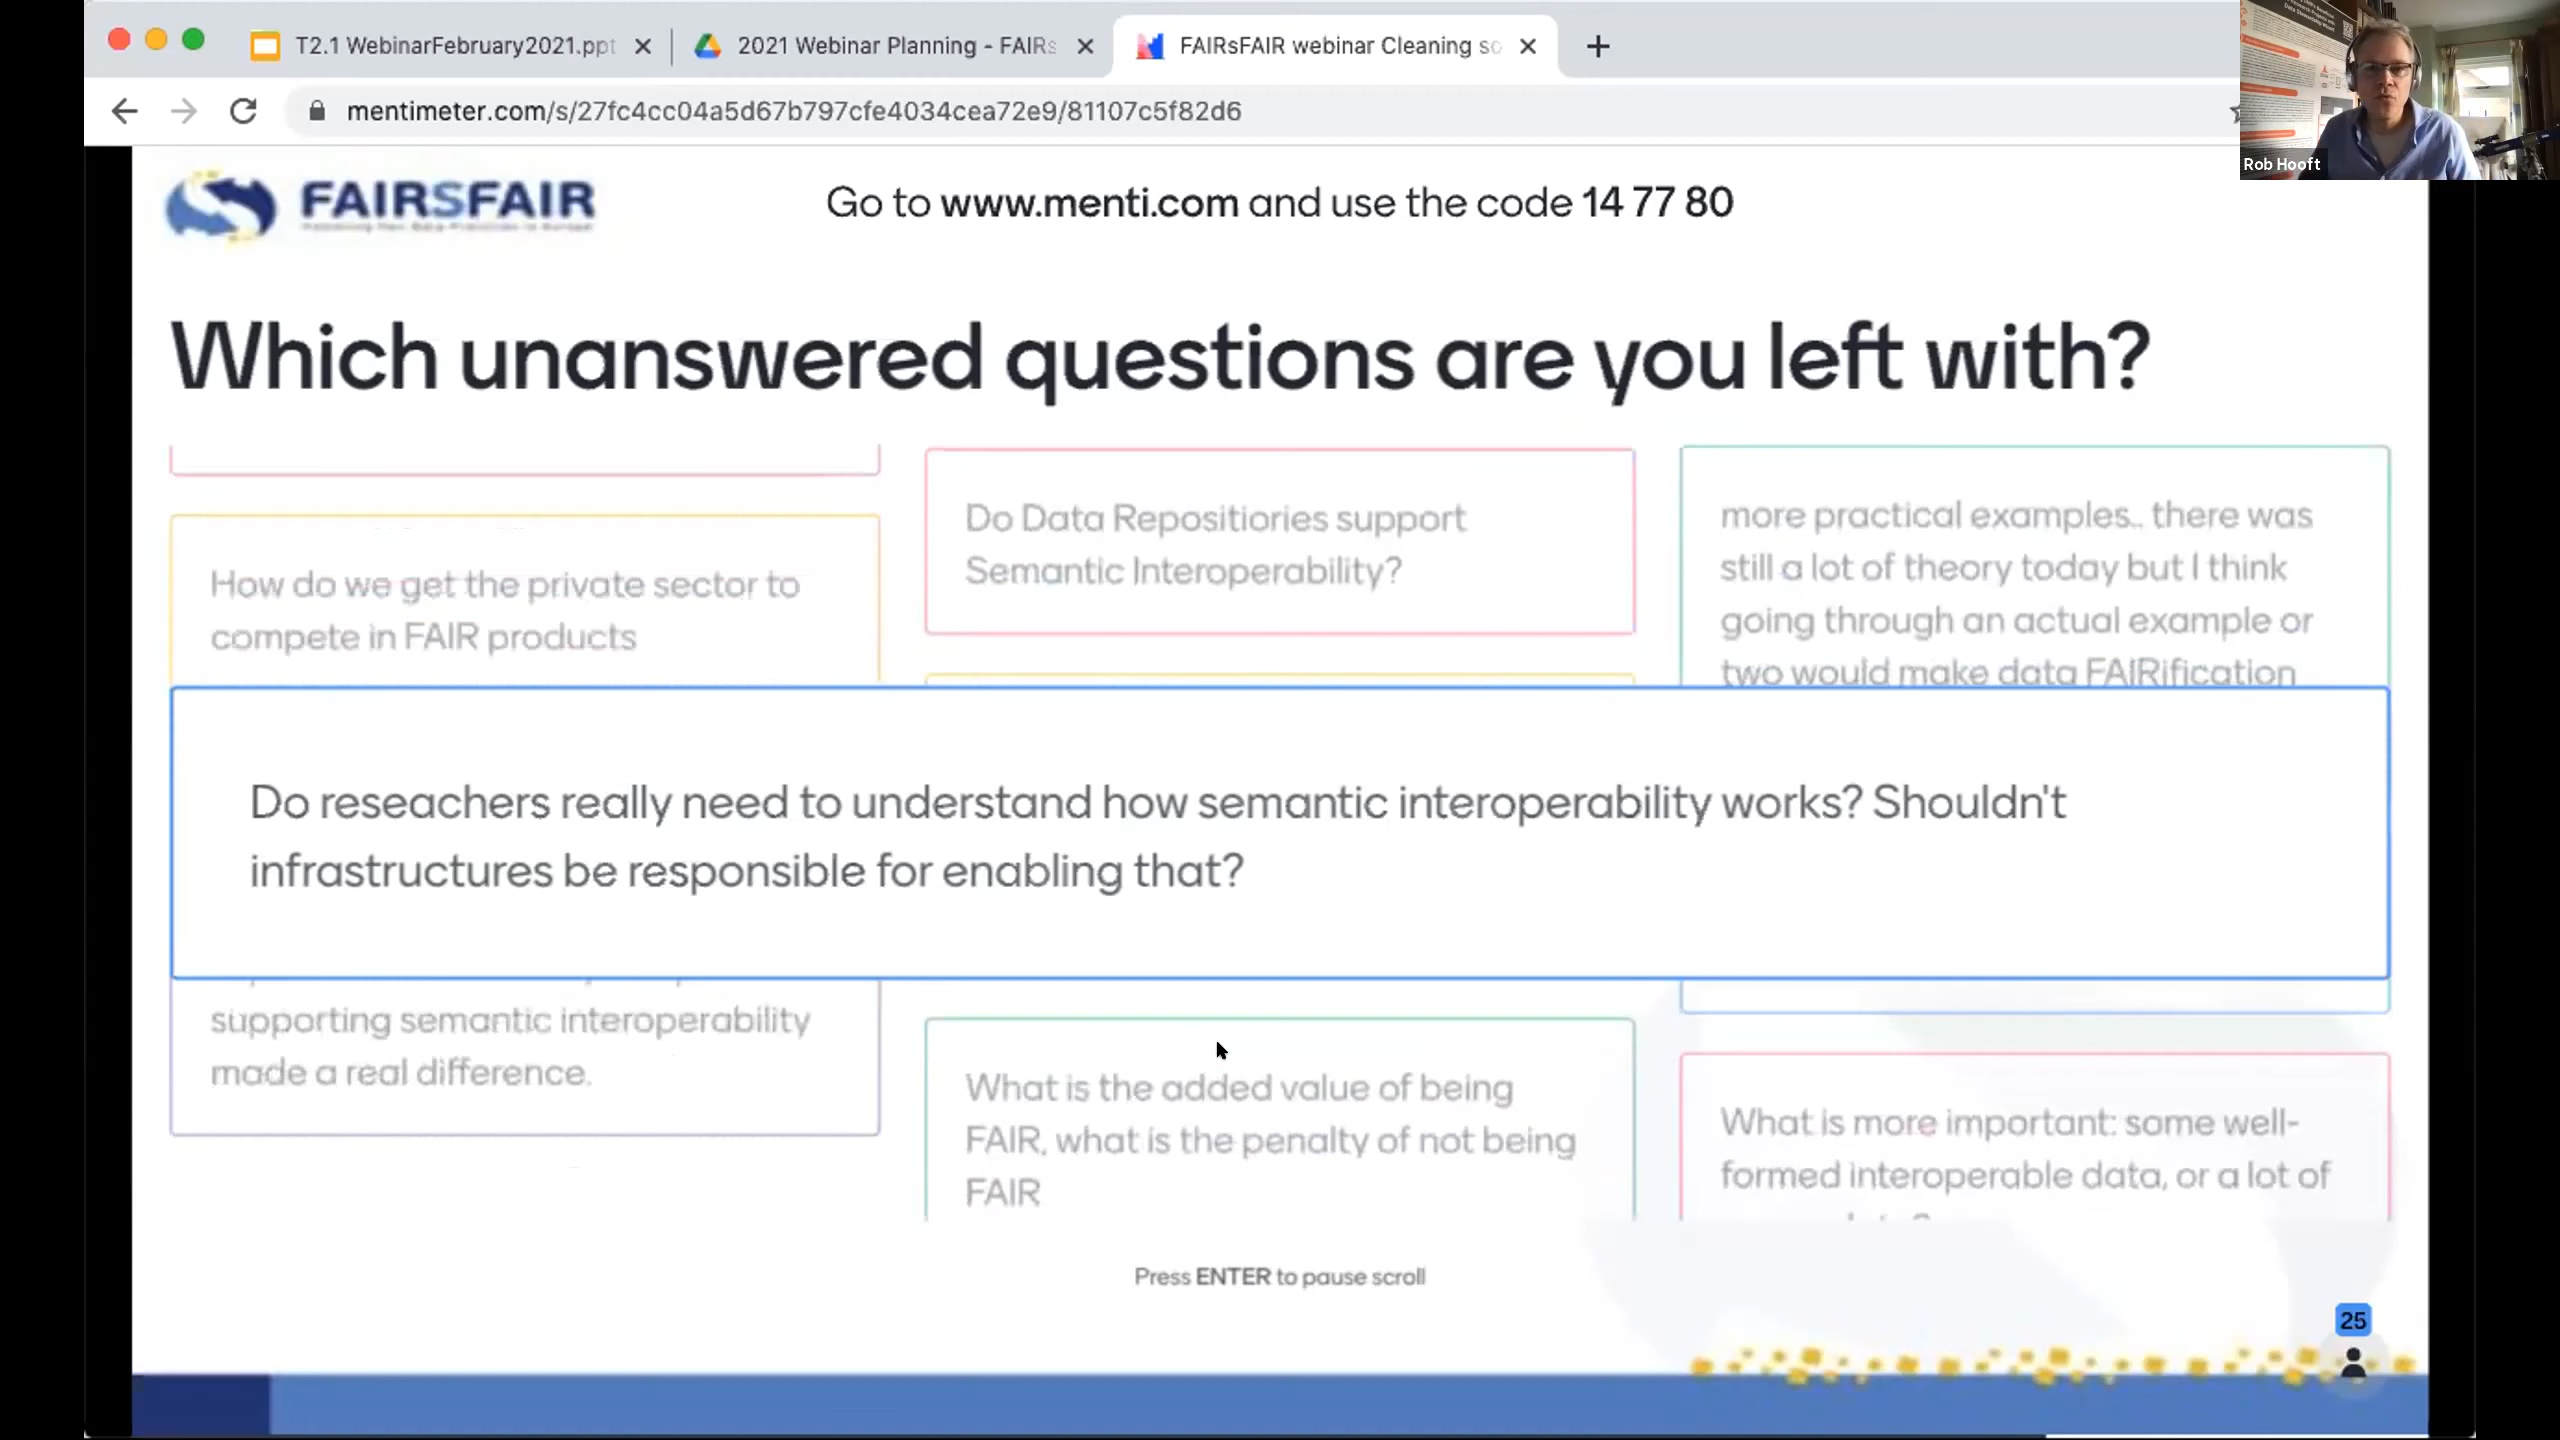 T2.1 WebinarFebruary2021.ppt
2021 Webinar Planning - FAIRs
FAIRsFAIR webinar Cleaning so
mentimeter.com/s/27fc4cc04a5d67b797cfe4034cea72e9/81107c5f82d6
Rob Hooft
FAIRSFAIR
Go to www.menti.com and use the code 14 77 80
Which unanswered questions are you left with?
How do we get the private sector to
compete in FAIR products
Do Data Repositiories support
Semantic Interoperability?
more practical examples.. there was
still a lot of theory today but I think
going through an actual example or
two would make data FAIRification
Do reseachers really need to understand how semantic interoperability works? Shouldn't
infrastructures be responsible for enabling that?
supporting semantic interoperability
made a real difference.
What is the added value of being
FAIR, what is the penalty of not being
FAIR
What is more important: some well-
formed interoperable data, or a lot of
Press ENTER to pause scroll
25